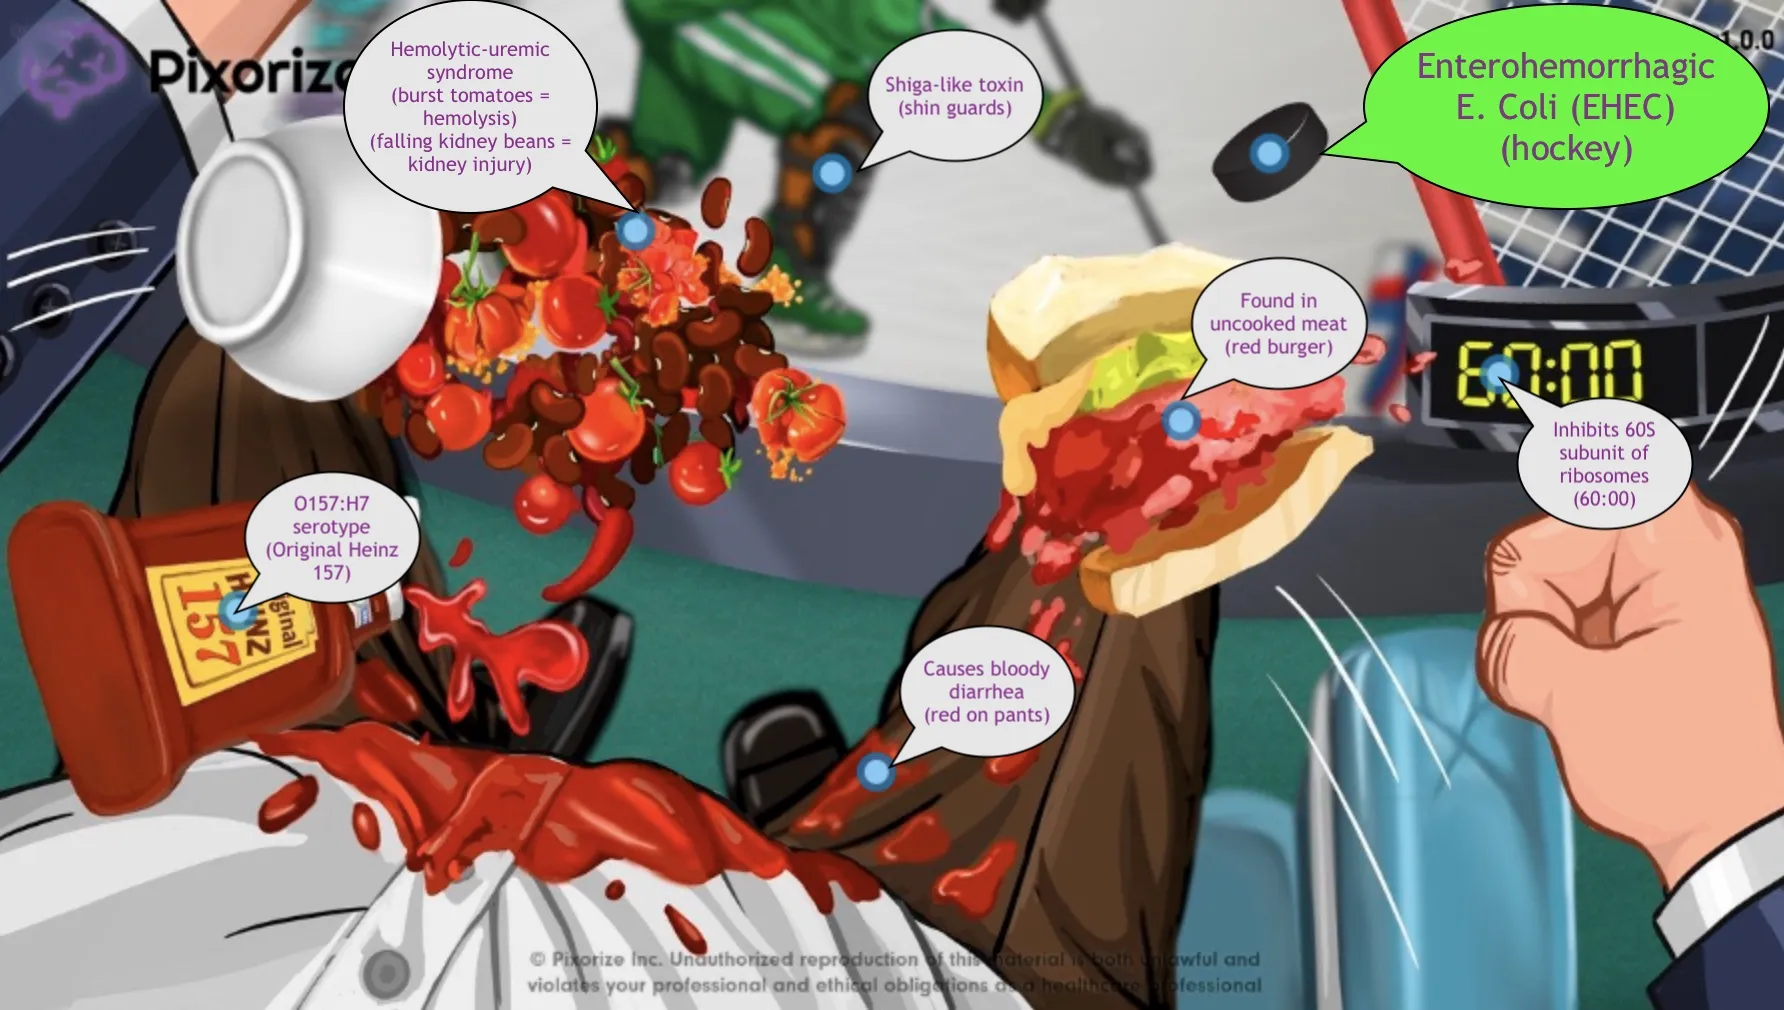 Pixorize
1.0.0
Hemolytic-uremic
syndrome
(burst tomatoes =
hemolysis)
(falling kidney beans =
kidney injury)
Shiga-like toxin
(shin guards)
Enterohemorrhagic
E. Coli (EHEC)
(hockey)
Found in
uncooked meat
(red burger)
60:00
Inhibits 60S
subunit of
ribosomes
(60:00)
O157:H7
serotype
(Original Heinz
157)
Original
HEINZ
157
Causes bloody
diarrhea
(red on pants)
© Pixorize Inc. Unauthorized reproduction of this material is both unlawful and
violates your professional and ethical obligations as a healthcare professional